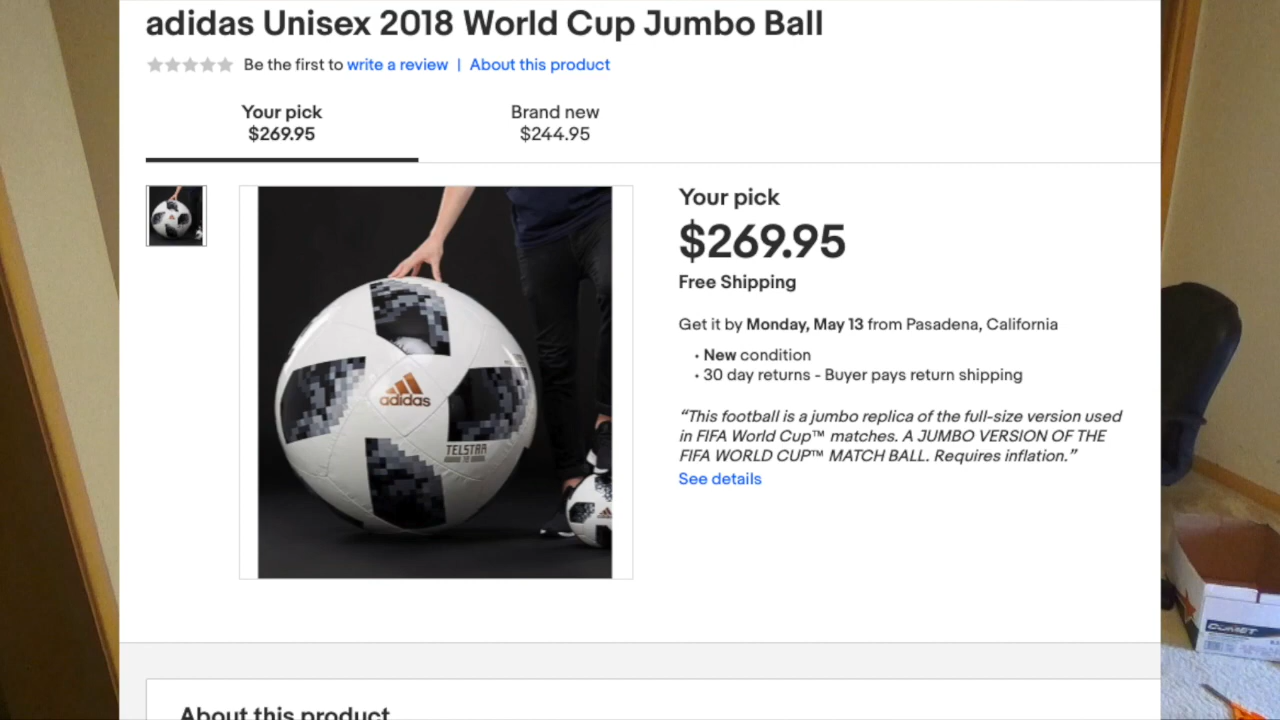 adidas Unisex 2018 World Cup Jumbo Ball
Be the first to write a review | About this product
Your pick
$269.95
Brand new
$244.95
Your pick
$269.95
Free Shipping
Get it by Monday, May 13 from Pasadena, California
• New condition
• 30 day returns - Buyer pays return shipping
“This football is a jumbo replica of the full-size version used
in FIFA World Cup™ matches. A JUMBO VERSION OF THE
FIFA WORLD CUP™ MATCH BALL. Requires inflation.”
See details
adidas
TELSTAR
COMET
About this product